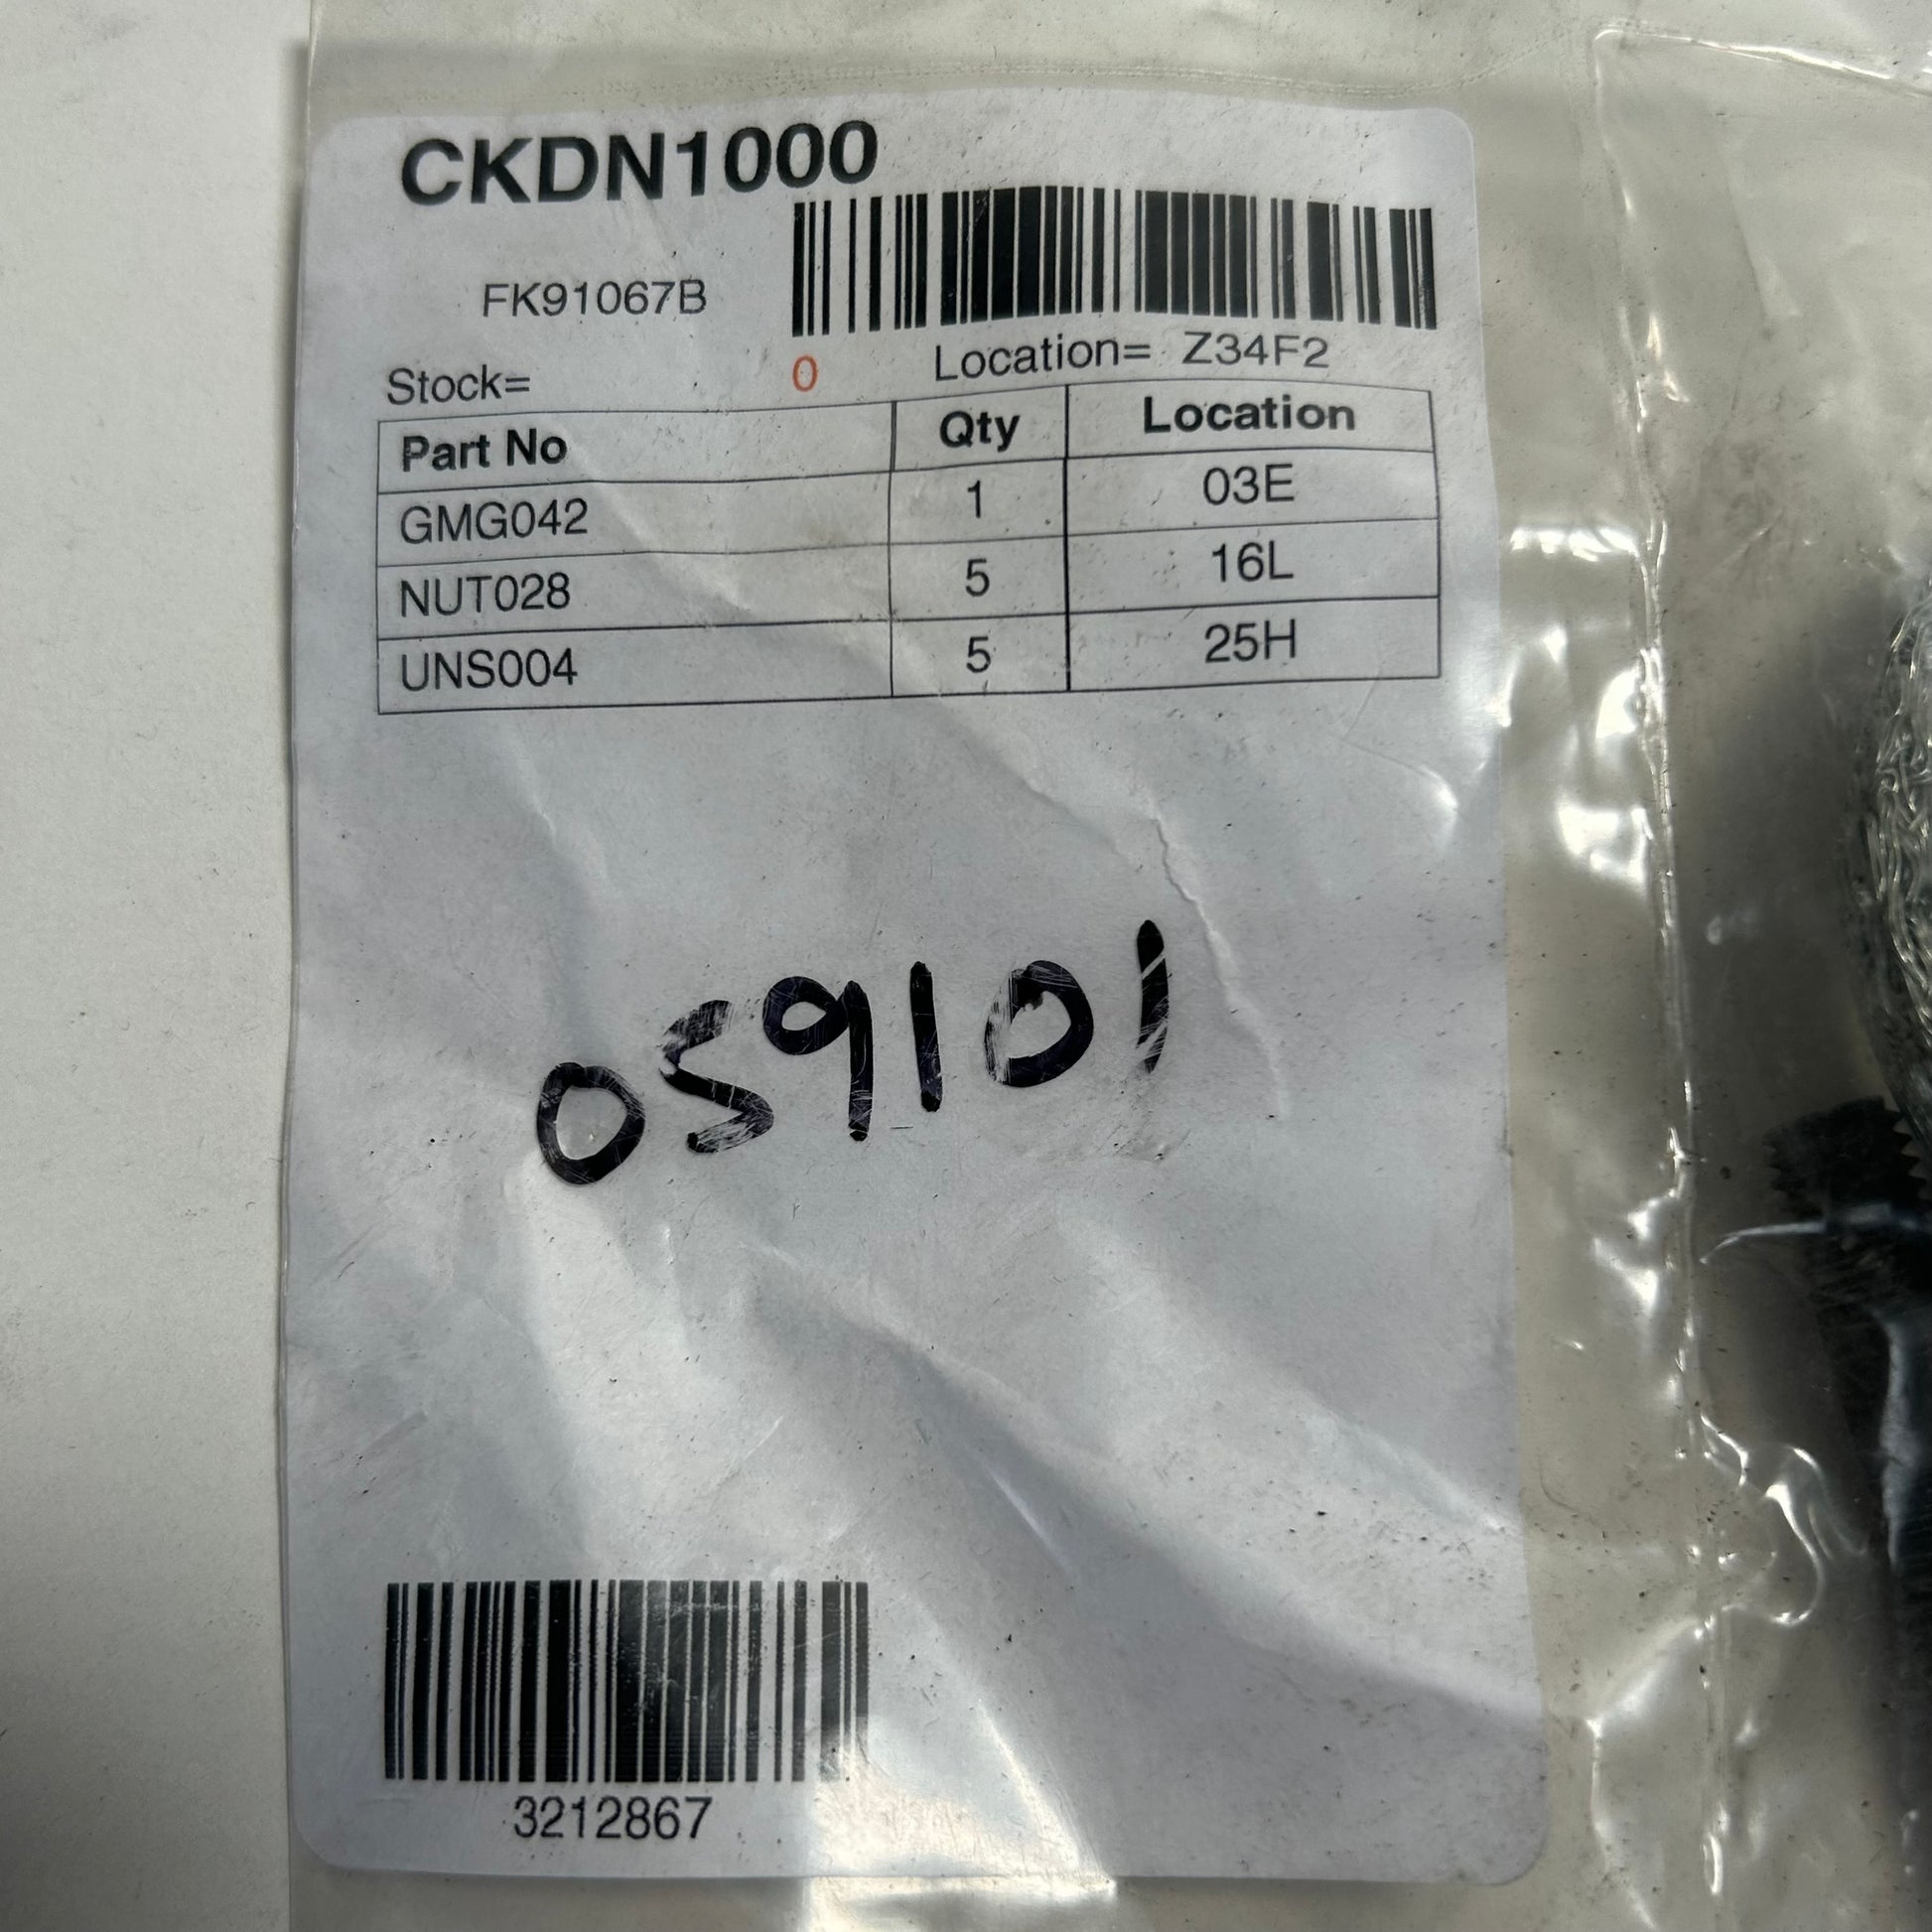 CKDN1000
FK91067B
Stock= 0 Location= Z34F2
Part No Qty Location
GMG042 1 03E
NUT028 5 16L
UNS004 5 25H
059101
3212867